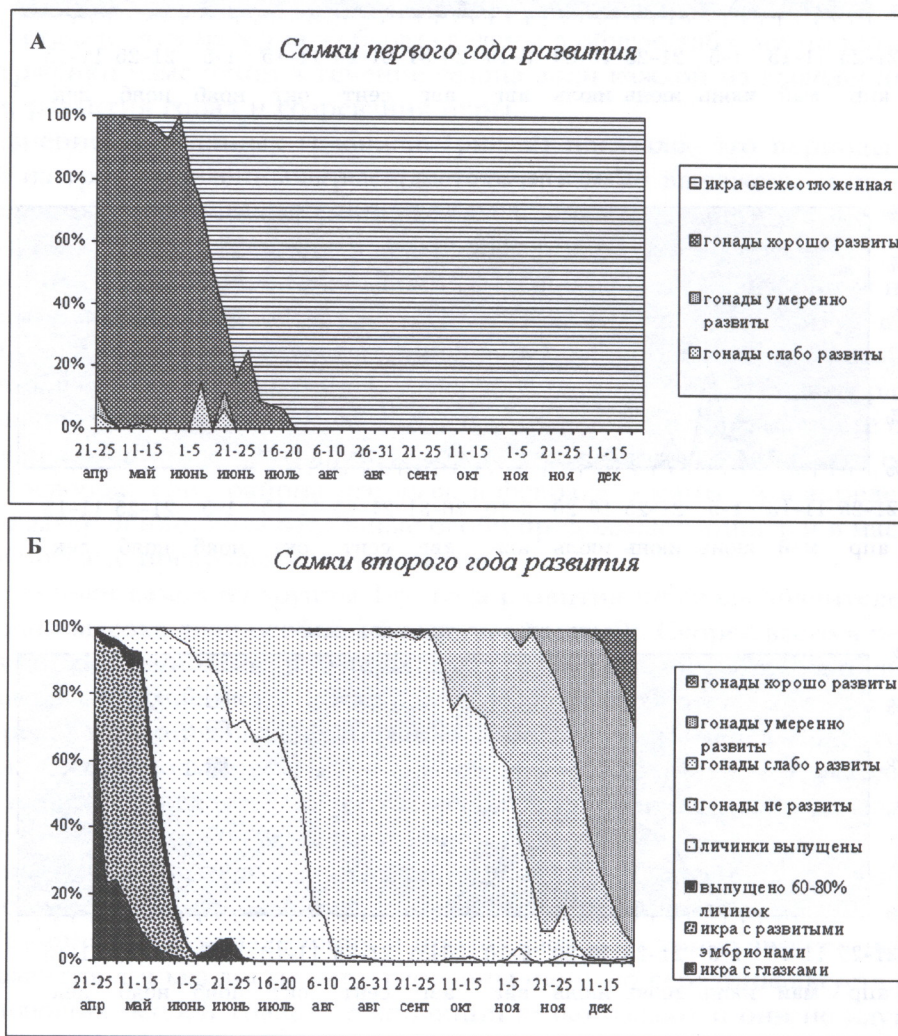 А
Самки первого года развития
100%
80%
60%
40%
20%
0%
21-25 11-15 1-5 21-25 16-20 6-10 26-31 21-25 11-15 1-5 21-25 11-15
апр май июнь июнь июль авг авг сент окт ноя ноя дек
икра свежеотложенная
гонады хорошо развиты
гонады умеренно
развиты
гонады слабо развиты
Б
Самки второго года развития
100%
80%
60%
40%
20%
0%
21-25 11-15 1-5 21-25 16-20 6-10 26-31 21-25 11-15 1-5 21-25 11-15
апр май июнь июнь июль авг авг сент окт ноя ноя дек
гонады хорошо развиты
гонады умеренно
развиты
гонады слабо развиты
гонады не развиты
личинки выпущены
выпущено 60-80%
личинок
икра с развитыми
эмбрионами
икра с глазками